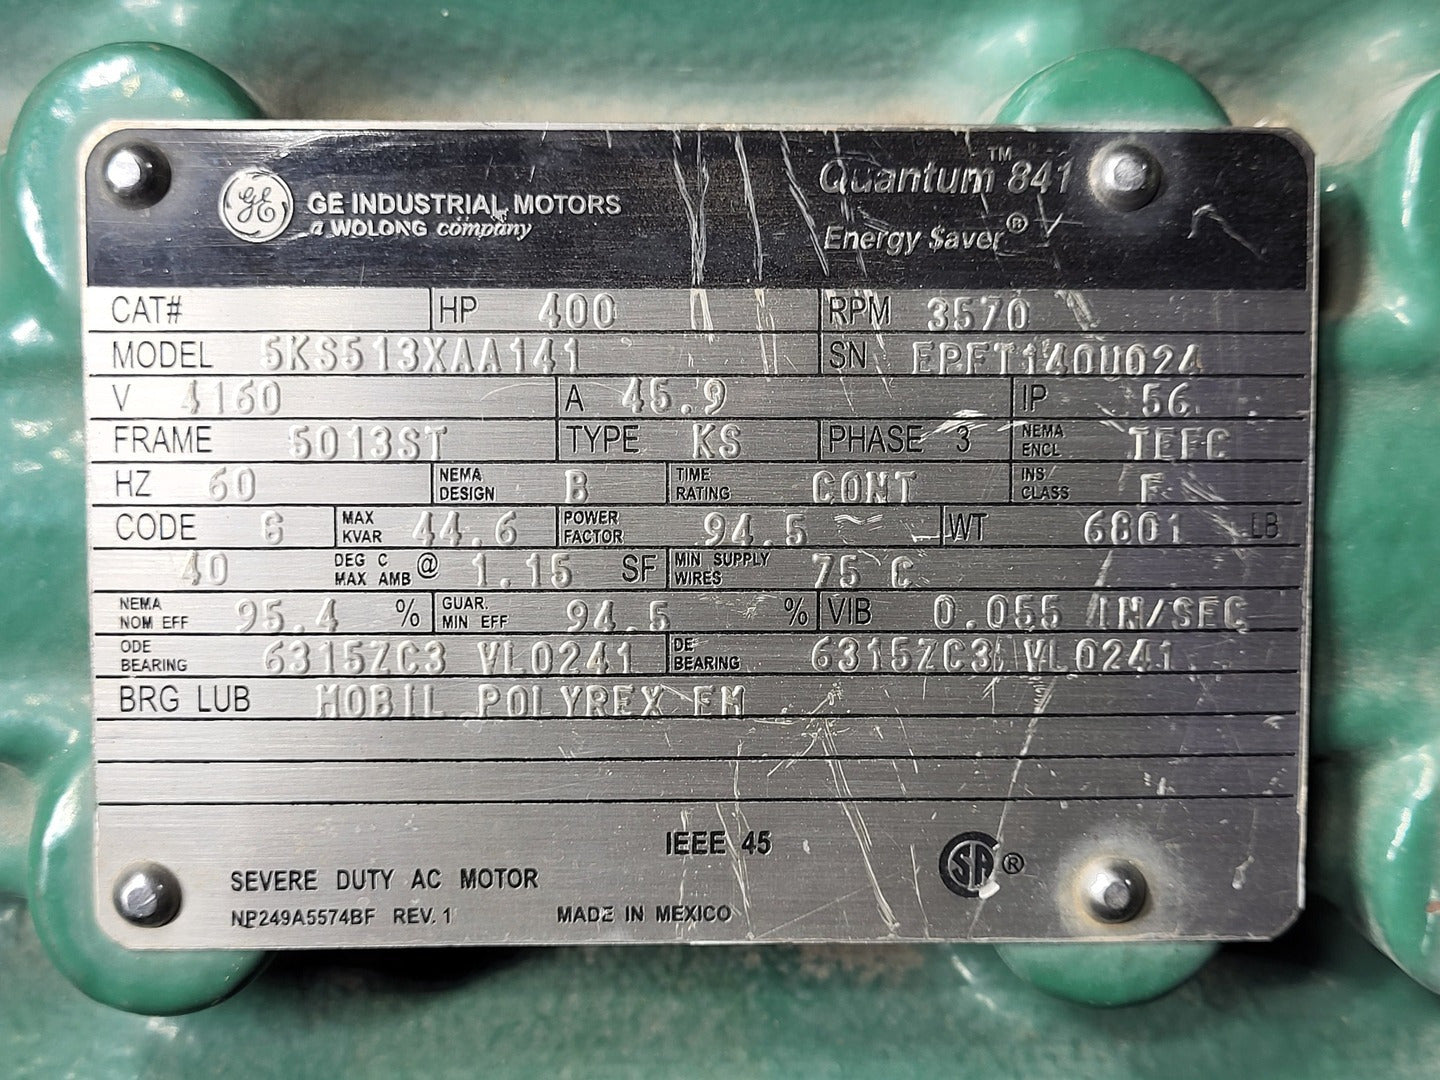 GE INDUSTRIAL MOTORS
a WOLONG company
Quantum™ 841
Energy $aver®
CAT# HP 400 RPM 3570
MODEL 5KS513XAA141 SN EPFT140U024
V 4160 A 45.9 IP 56
FRAME 5013ST TYPE KS PHASE 3 NEMA ENCL TEFC
HZ 60 NEMA DESIGN B TIME RATING CONT INS CLASS F
CODE G MAX KVAR 44.6 POWER FACTOR 94.5 WT 6801 LB
40 DEG C MAX AMB @ 1.15 SF MIN SUPPLY WIRES 75 C
NEMA NOM EFF 95.4 % GUAR. MIN EFF 94.5 % VIB 0.055 IN/SEC
ODE BEARING 6315ZC3 VL0241 DE BEARING 6315ZC3 VL0241
BRG LUB MOBIL POLYREX EM
IEEE 45
SA®
SEVERE DUTY AC MOTOR
NP249A5574BF REV. 1 MADE IN MEXICO